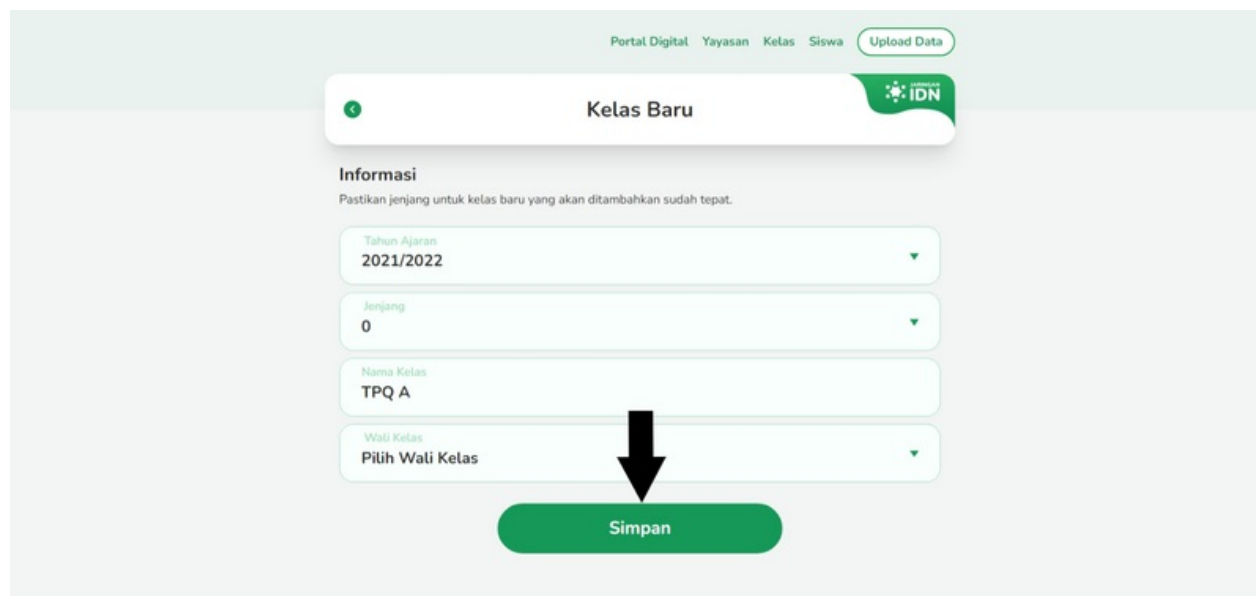 Portal Digital Yayasan Kelas Siswa Upload Data
JARINGAN
IDN
Kelas Baru
Informasi
Pastikan jenjang untuk kelas baru yang akan ditambahkan sudah tepat.
Tahun Ajaran
2021/2022
Jenjang
0
Nama Kelas
TPQ A
Wali Kelas
Pilih Wali Kelas
Simpan